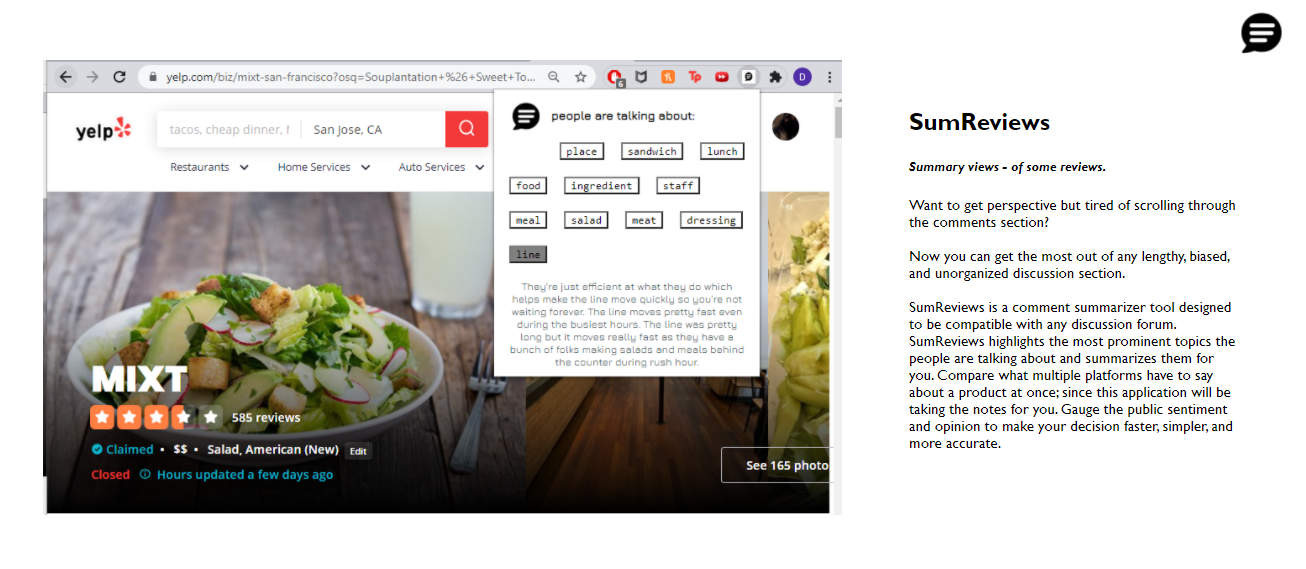 yelp.com/biz/mixt-san-francisco?osq=Souplantation+%26+Sweet+To...
6
Tp
D
yelp
tacos, cheap dinner, f
San Jose, CA
Restaurants
Home Services
Auto Services
people are talking about:
place
sandwich
lunch
food
ingredient
staff
meal
salad
meat
dressing
line
They're just efficient at what they do which
helps make the line move quickly so you're not
waiting forever. The line moves pretty fast even
during the busiest hours. The line was pretty
long but it moves really fast as they have a
bunch of folks making salads and meals behind
the counter during rush hour.
MIXT
585 reviews
Claimed • $$ • Salad, American (New) Edit
Closed Hours updated a few days ago
See 165 photo
SumReviews
Summary views - of some reviews.
Want to get perspective but tired of scrolling through
the comments section?
Now you can get the most out of any lengthy, biased,
and unorganized discussion section.
SumReviews is a comment summarizer tool designed
to be compatible with any discussion forum.
SumReviews highlights the most prominent topics the
people are talking about and summarizes them for
you. Compare what multiple platforms have to say
about a product at once; since this application will be
taking the notes for you. Gauge the public sentiment
and opinion to make your decision faster, simpler, and
more accurate.